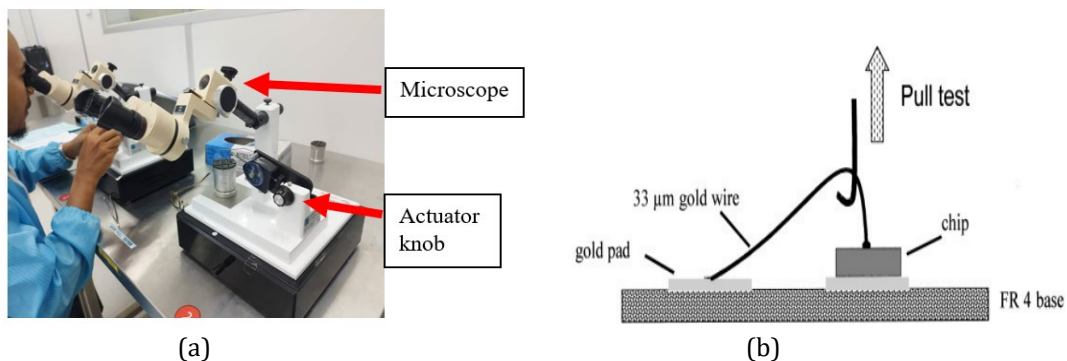 Microscope
Actuator
knob
(a)
Pull test
33 µm gold wire
chip
gold pad
FR 4 base
(b)